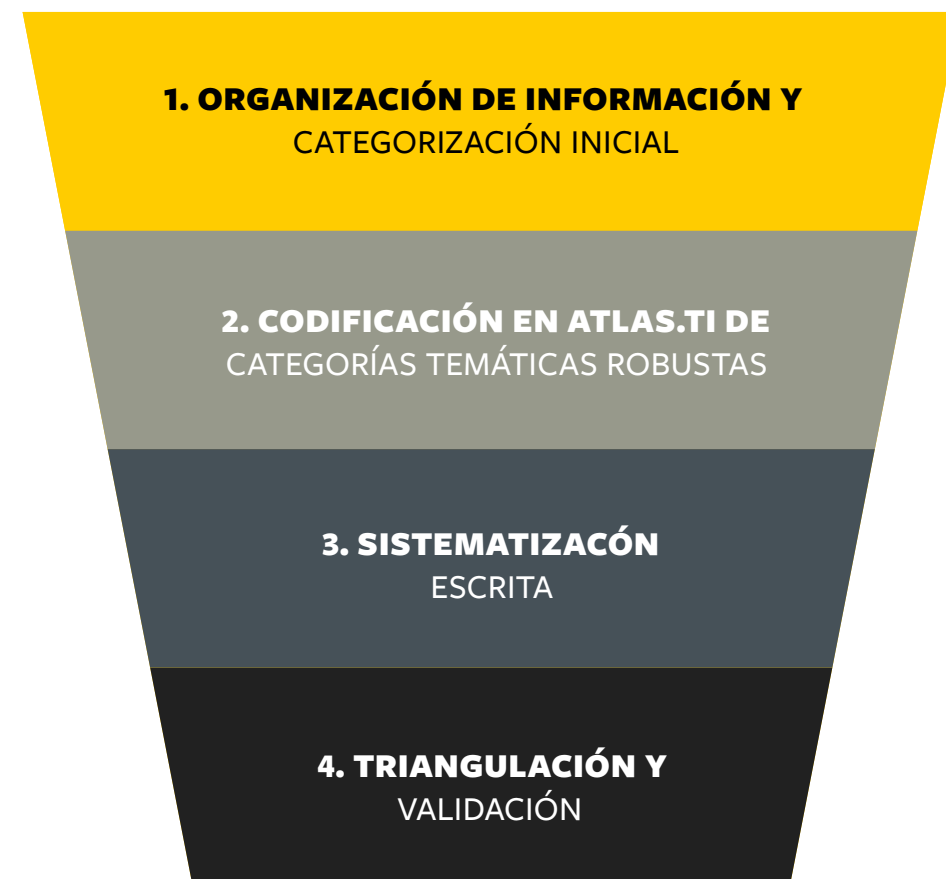 1. ORGANIZACIÓN DE INFORMACIÓN Y
CATEGORIZACIÓN INICIAL
2. CODIFICACIÓN EN ATLAS.TI DE
CATEGORÍAS TEMÁTICAS ROBUSTAS
3. SISTEMATIZACÓN
ESCRITA
4. TRIANGULACIÓN Y
VALIDACIÓN